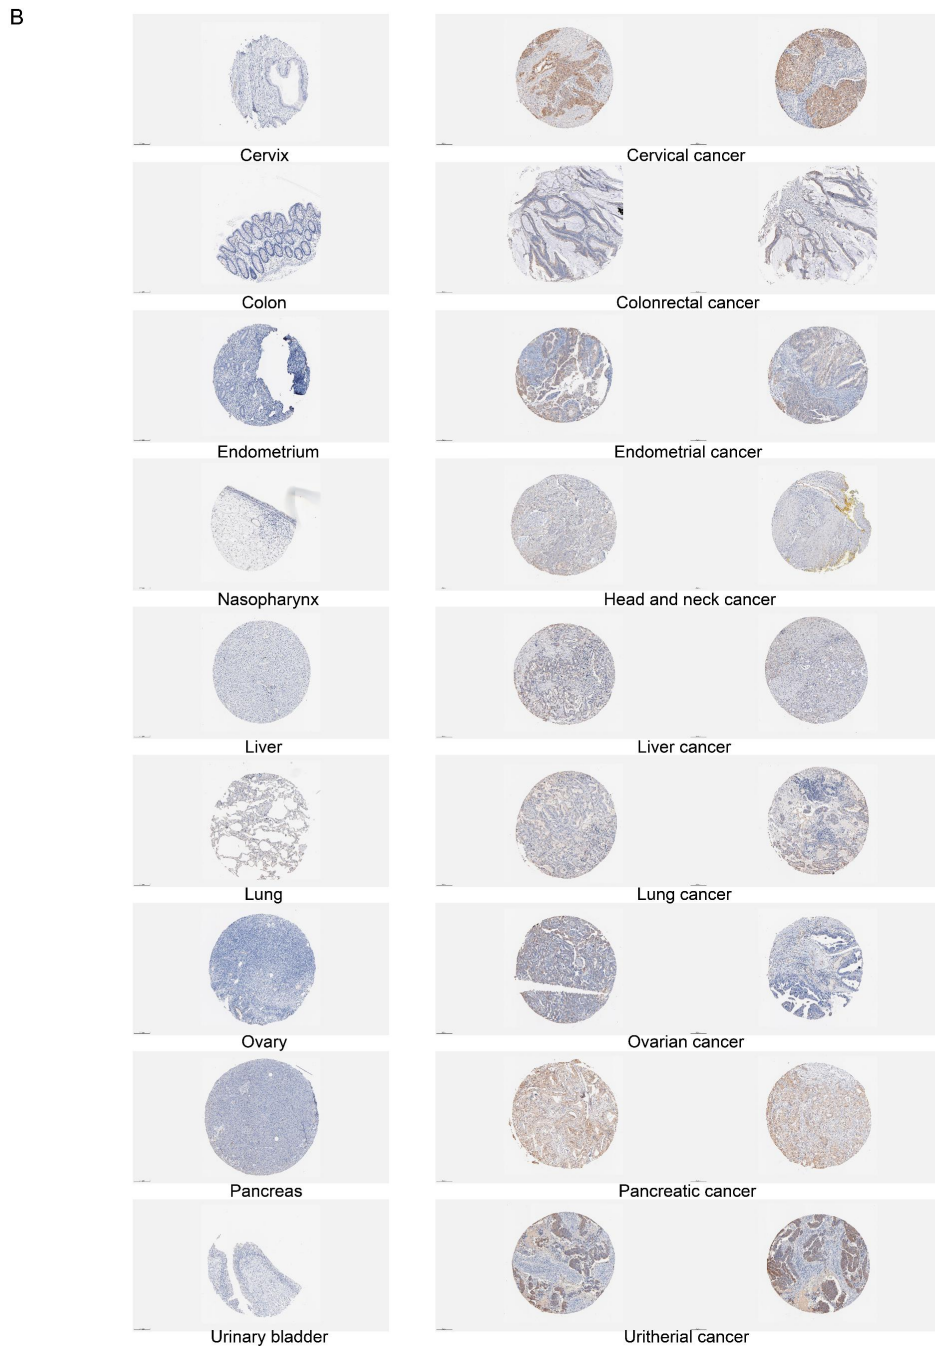 B
Cervix
Cervical cancer
Colon
Colonrectal cancer
Endometrium
Endometrial cancer
Nasopharynx
Head and neck cancer
Liver
Liver cancer
Lung
Lung cancer
Ovary
Ovarian cancer
Pancreas
Pancreatic cancer
Urinary bladder
Uritherial cancer